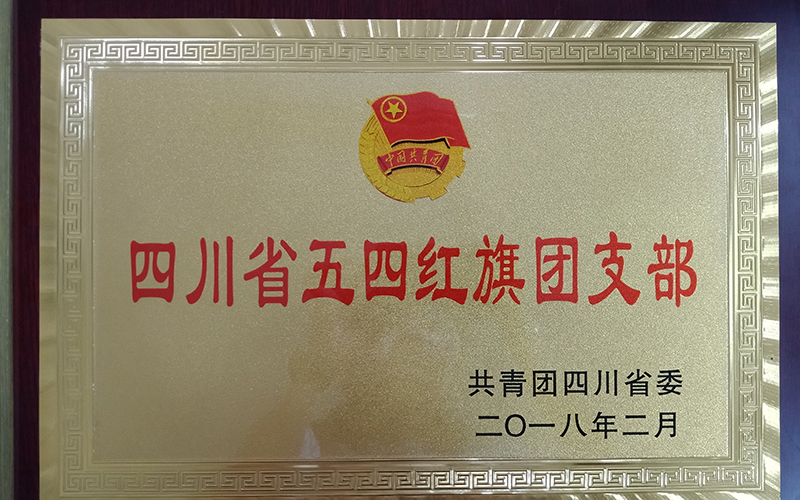 中国共青团
四川省五四红旗团支部
共青团四川省委
二〇一八年二月